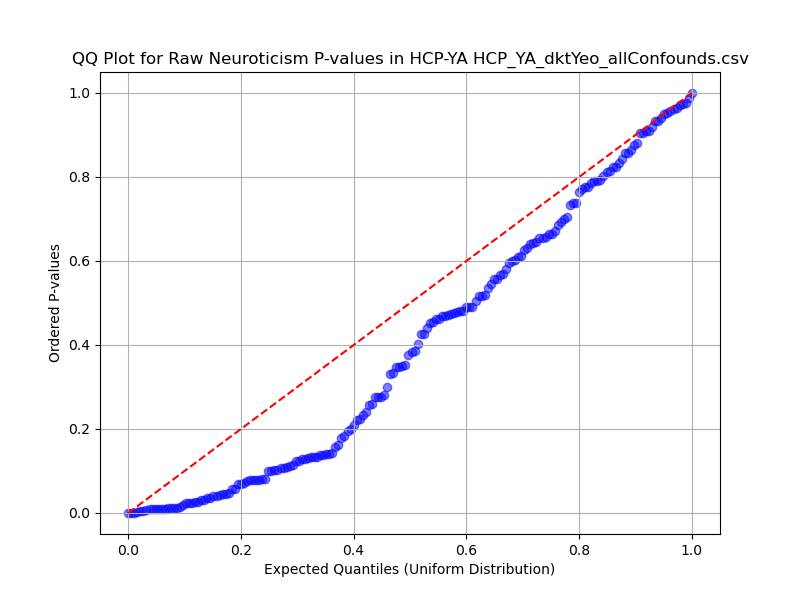 QQ Plot for Raw Neuroticism P-values in HCP-YA HCP_YA_dktYeo_allConfounds.csv
1.0
0.8
0.6
0.4
0.2
0.0
Ordered P-values
0.0 0.2 0.4 0.6 0.8 1.0
Expected Quantiles (Uniform Distribution)